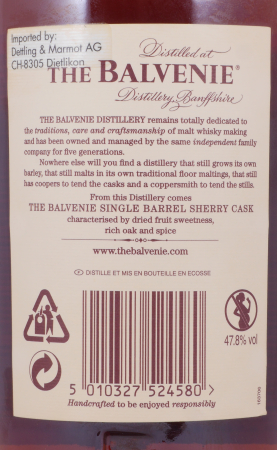 Imported by:
Dettling & Marmot AG
CH-8305 Dietlikon
Distilled at
THE BALVENIE®
Distillery, Banffshire
THE BALVENIE DISTILLERY remains totally dedicated to
the traditions, care and craftsmanship of malt whisky making
and has been owned and managed by the same independent family
company for five generations.
Nowhere else will you find a distillery that still grows its own
barley, that still malts in its own traditional floor maltings, that still
has coopers to tend the casks and a coppersmith to tend the stills.
From this Distillery comes
THE BALVENIE SINGLE BARREL SHERRY CASK
characterised by dried fruit sweetness,
rich oak and spice
www.thebalvenie.com
DISTILLÉ ET MIS EN BOUTEILLE EN ECOSSE
47.8% vol
5 010327 524580 >
Handcrafted to be enjoyed responsibly